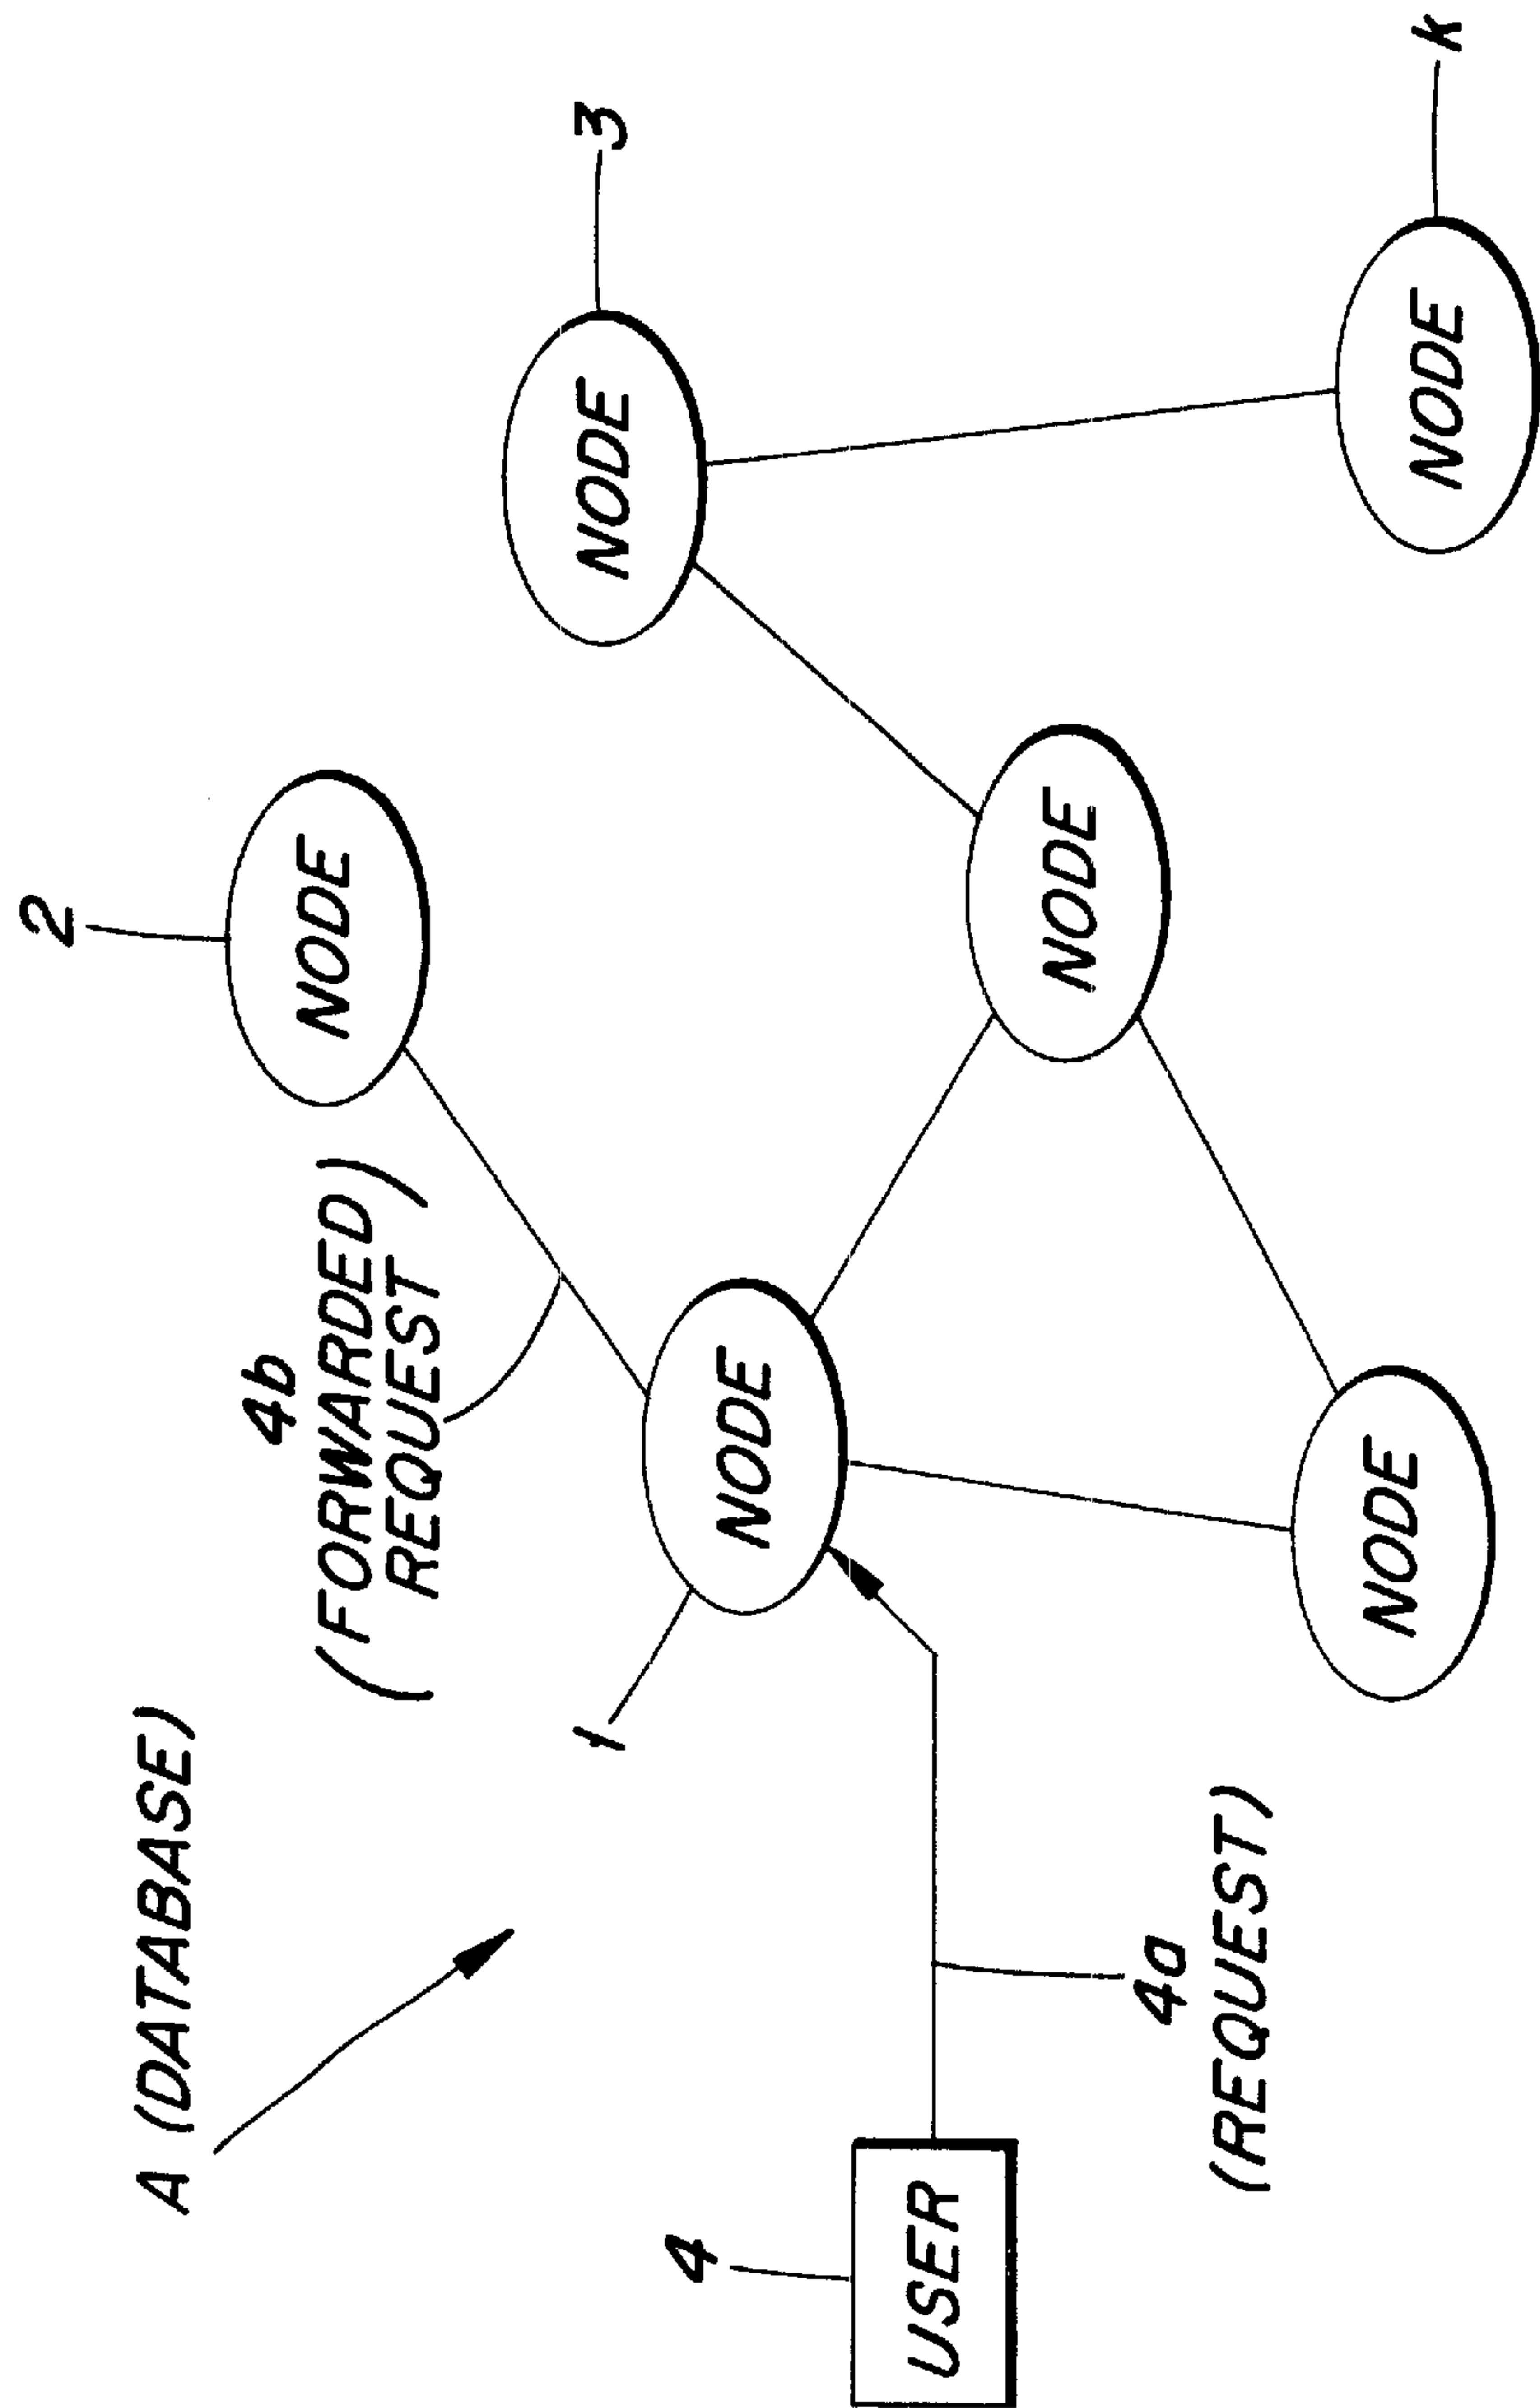 A (DATABASE)
2
4b
(FORWARDED)
REQUEST
NODE
3
1
NODE
NODE
4
USER
NODE
4a
(REQUEST)
NODE
NODE
K